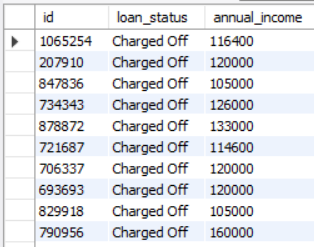 id loan_status annual_income
1065254 Charged Off 116400
207910 Charged Off 120000
847836 Charged Off 105000
734343 Charged Off 126000
878872 Charged Off 133000
721687 Charged Off 114600
706337 Charged Off 120000
693693 Charged Off 120000
829918 Charged Off 105000
790956 Charged Off 160000